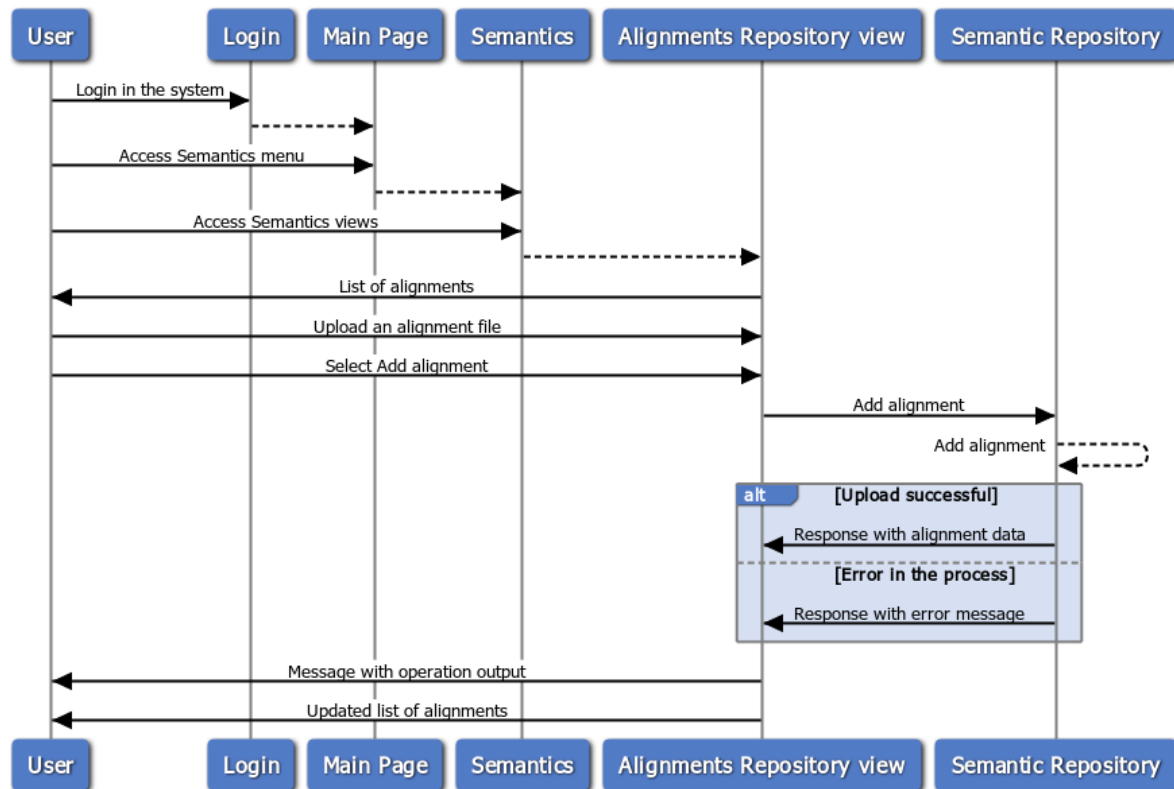 User Login Main Page Semantics Alignments Repository view Semantic Repository
Login in the system
Access Semantics menu
Access Semantics views
List of alignments
Upload an alignment file
Select Add alignment
Add alignment
Add alignment
alt [Upload successful]
Response with alignment data
[Error in the process]
Response with error message
Message with operation output
Updated list of alignments
User Login Main Page Semantics Alignments Repository view Semantic Repository